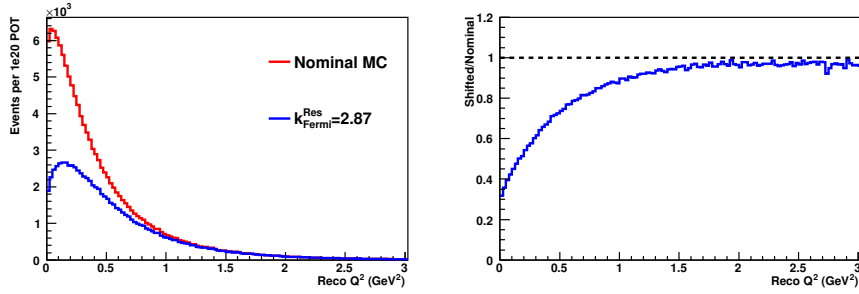 ×10³
Events per 1e20 POT
6
5
4
3
2
1
0
Nominal MC
k^Res_Fermi=2.87
0 0.5 1 1.5 2 2.5 3
Reco Q² (GeV²)
Shifted/Nominal
1.2
1
0.8
0.6
0.4
0.2
0
0 0.5 1 1.5 2 2.5 3
Reco Q² (GeV²)